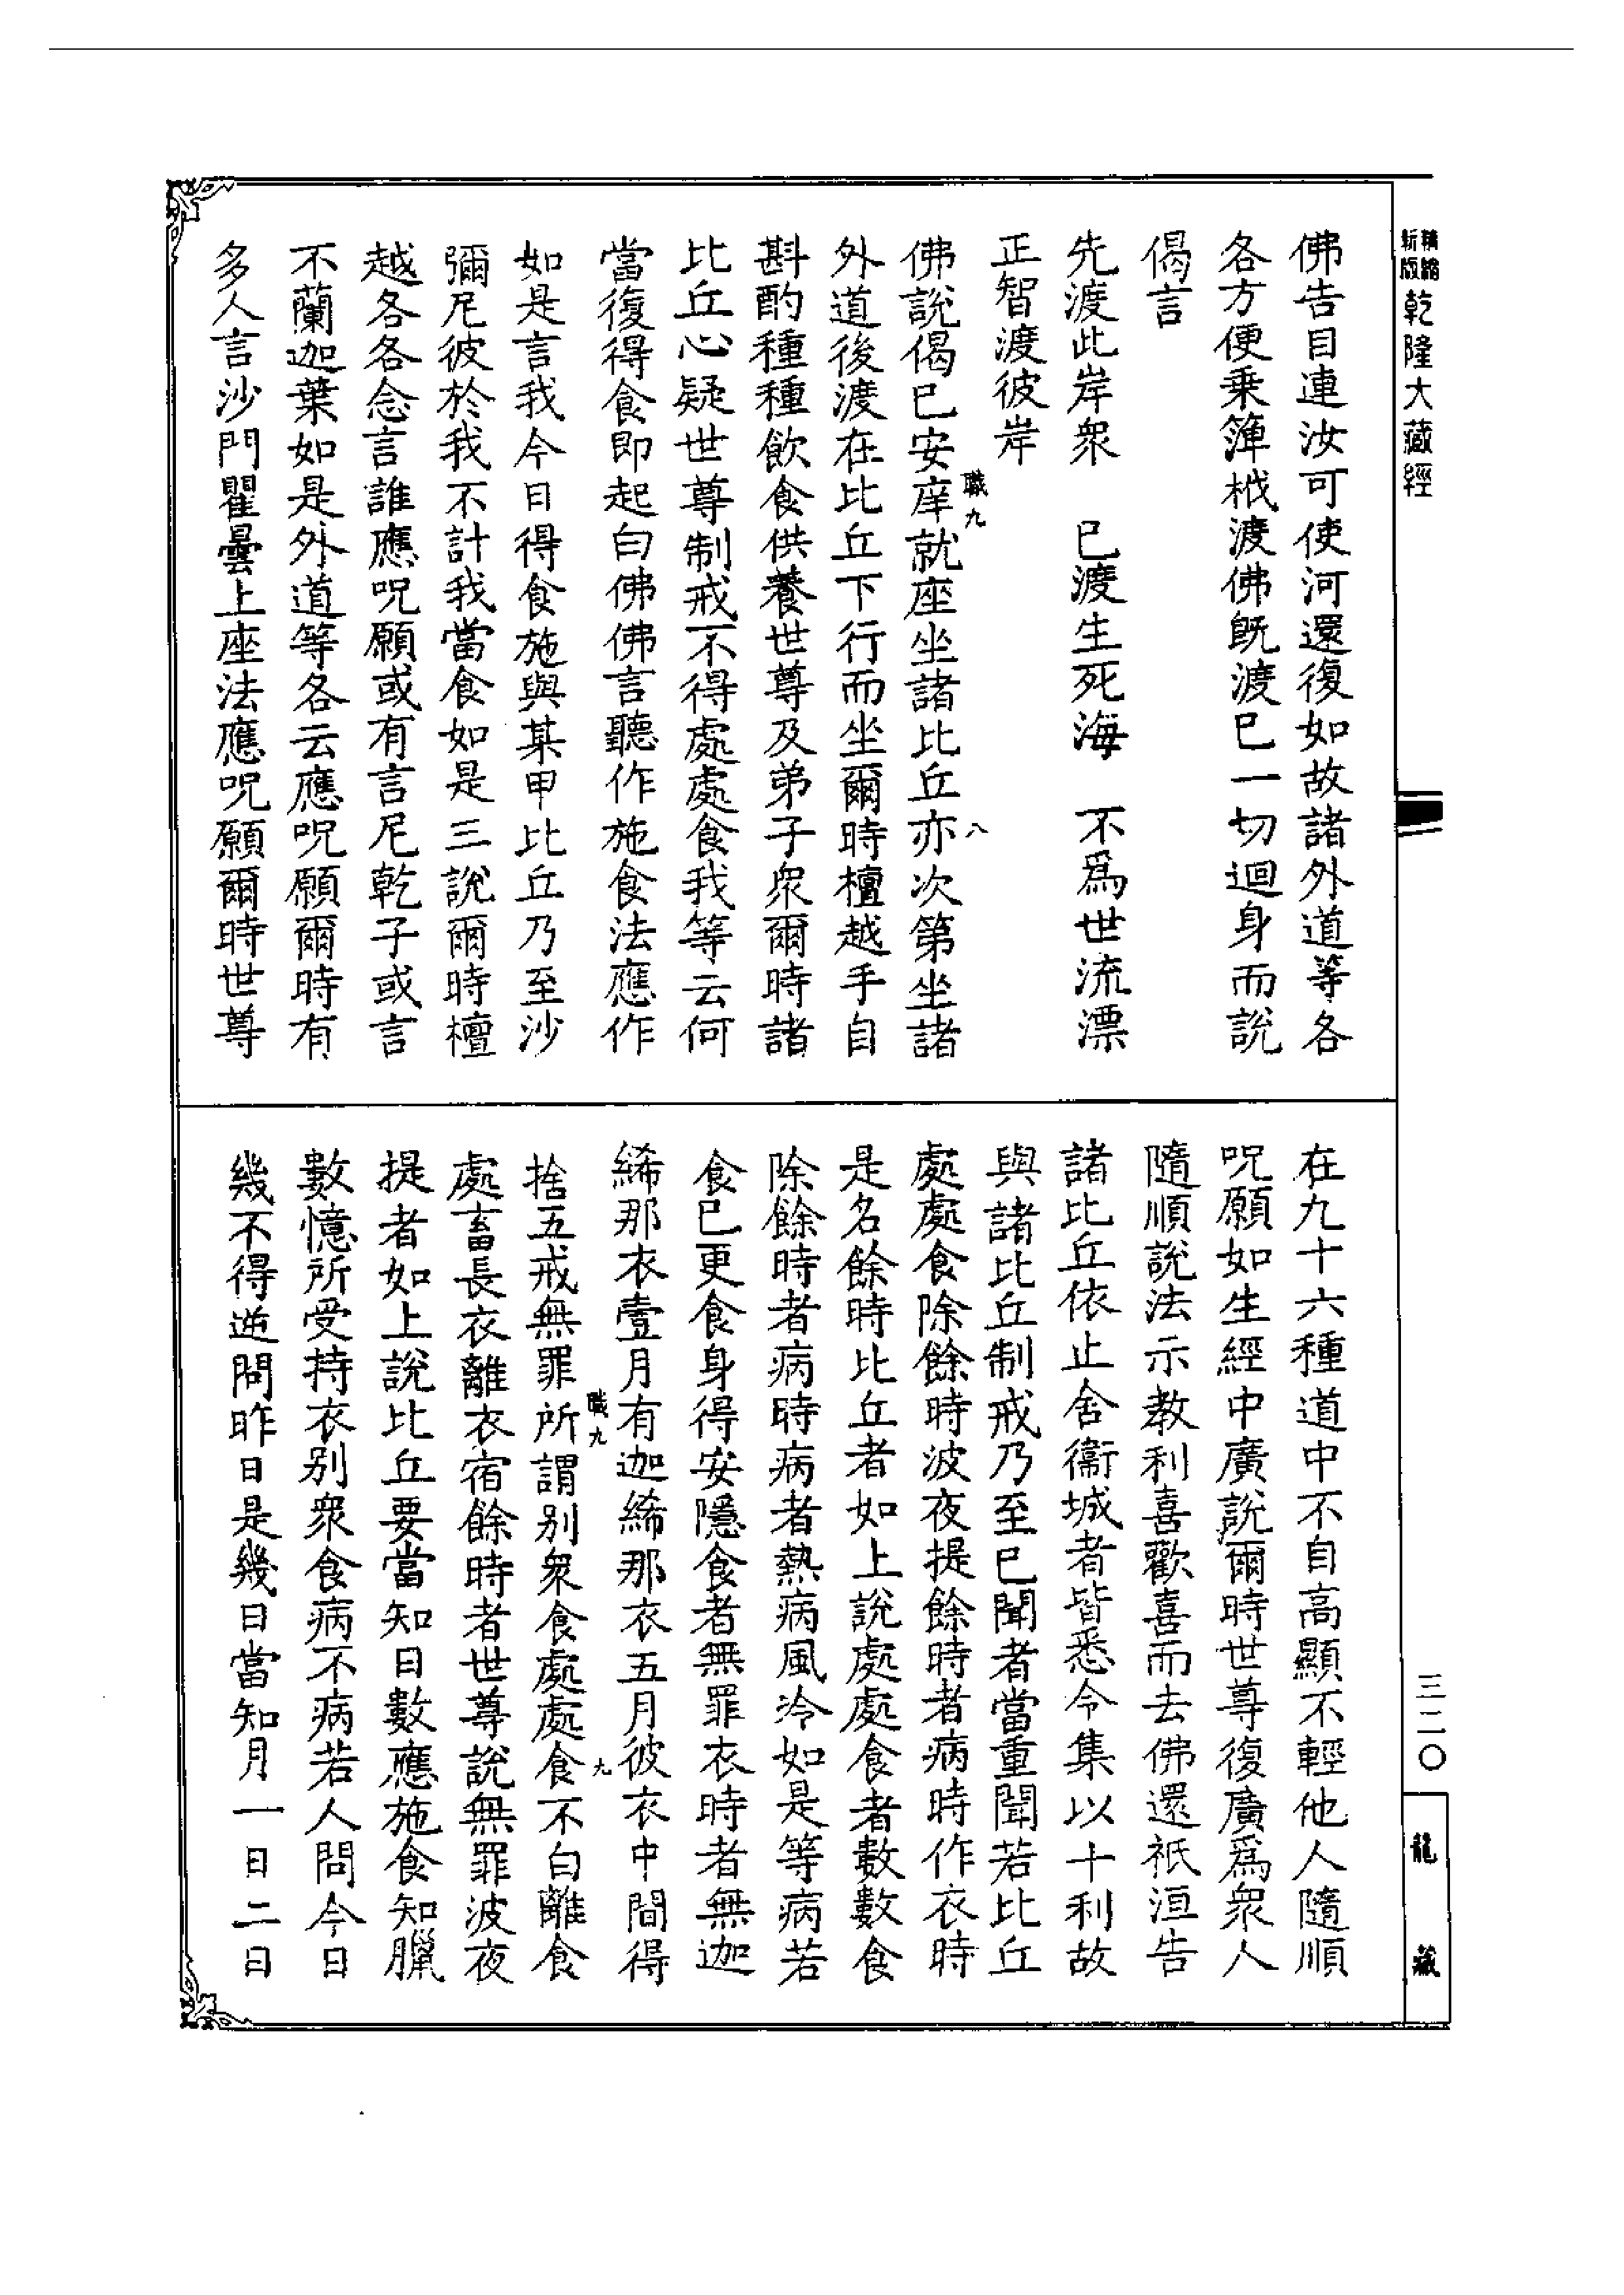 新版精縮乾隆大藏經
佛告目連汝可使河還復如故諸外道等各
各方便乗簰栰渡佛旣渡巳一切迴身而說
偈言
先渡此岸衆　巳渡生死海　不爲世流漂
正智渡彼岸
職九
八
佛說偈巳安庠就座坐諸比丘亦次第坐諸
外道後渡在比丘下行而坐爾時檀越手自
斟酌種種飲食供養世尊及弟子衆爾時諸
比丘心疑世尊制戒不得處處食我等云何
當復得食即起白佛佛言聽作施食法應作
如是言我今日得食施與某甲比丘乃至沙
彌尼彼於我不計我當食如是三說爾時檀
越各各念言誰應呪願或有言尼乾子或言
不蘭迦葉如是外道等各云應呪願爾時有
多人言沙門瞿曇上座法應呪願爾時世尊
在九十六種道中不自高顯不輕他人隨順
呪願如生經中廣說爾時世尊復廣爲衆人
隨順說法示教利喜歡喜而去佛還祇洹告
諸比丘依止舍衞城者皆悉令集以十利故
與諸比丘制戒乃至巳聞者當重聞若比丘
處處食除餘時波夜提餘時者病時作衣時
是名餘時比丘者如上說處處食者數數食
除餘時者病時病者熱病風冷如是等病若
食巳更食身得安隱食者無罪衣時者無迦
絺那衣壹月有迦絺那衣五月彼衣中間得
職九
九
捨五戒無罪所謂别衆食處處食不白離食
處畜長衣離衣宿餘時者世尊說無罪波夜
提者如上說比丘要當知日數應施食知臘
數憶所受持衣别衆食病不病若人問今日
幾不得逆問昨日是幾日當知月一日二日
三二〇
龍藏